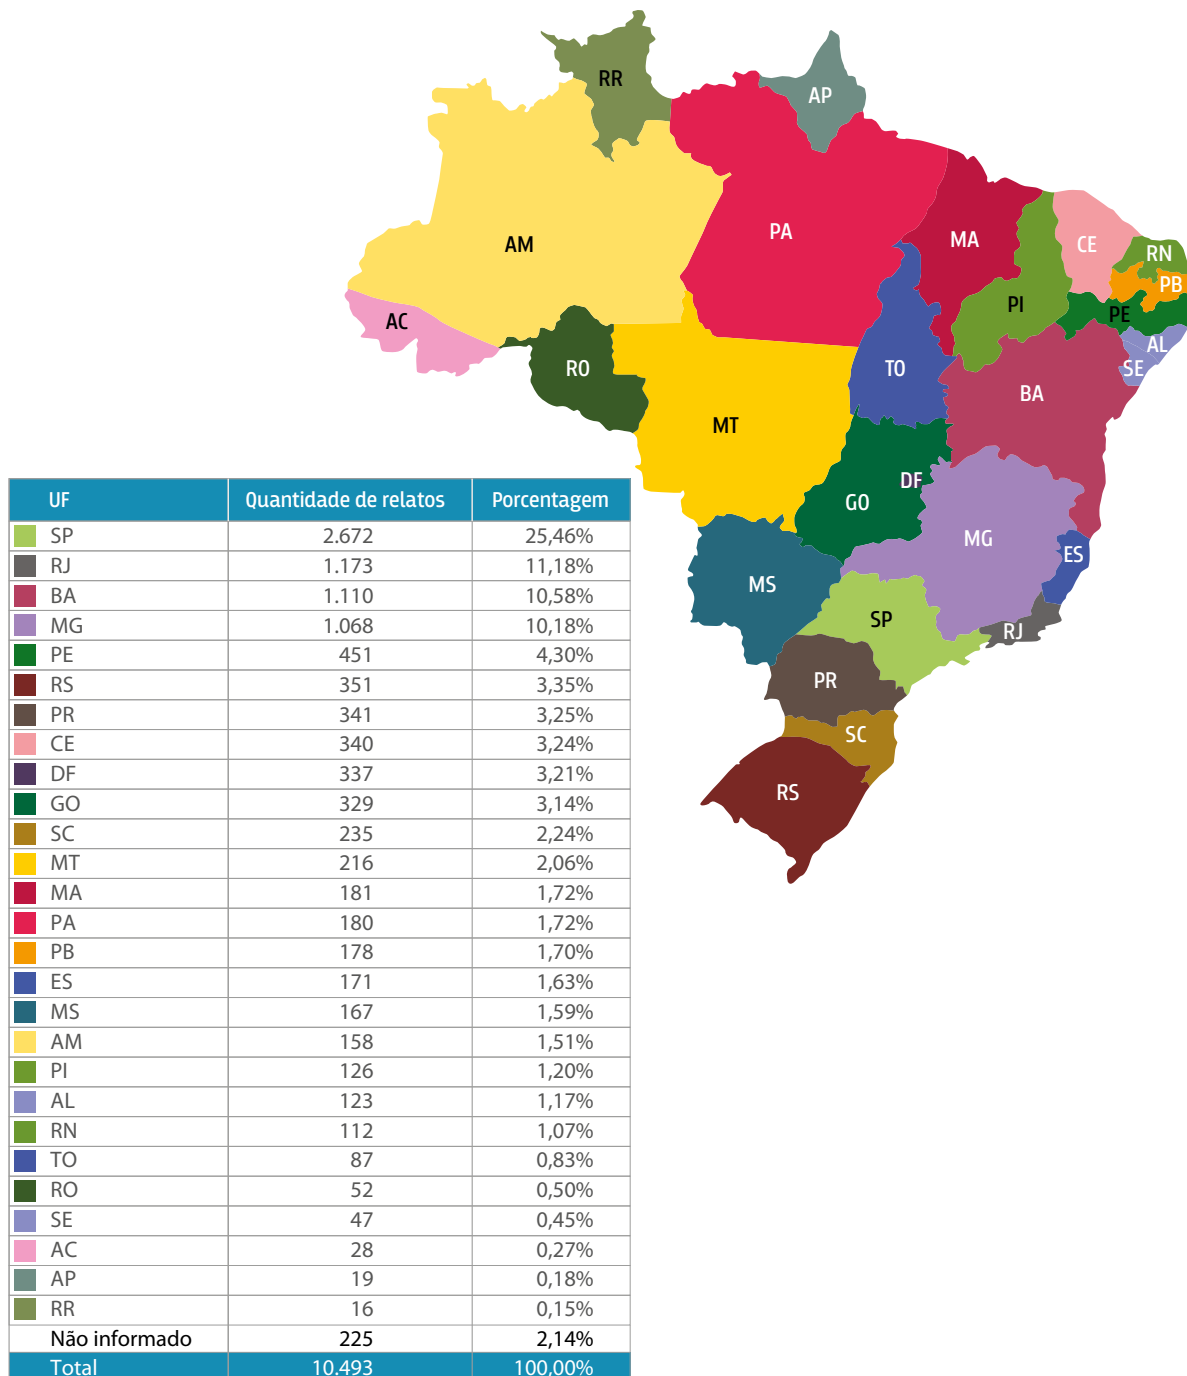 RR
AP
AM
PA
MA
CE
RN
PB
PI
PE
AL
SE
AC
RO
TO
BA
MT
DF
GO
MG
ES
MS
SP
RJ
PR
SC
RS
UF Quantidade de relatos Porcentagem
SP 2.672 25,46%
RJ 1.173 11,18%
BA 1.110 10,58%
MG 1.068 10,18%
PE 451 4,30%
RS 351 3,35%
PR 341 3,25%
CE 340 3,24%
DF 337 3,21%
GO 329 3,14%
SC 235 2,24%
MT 216 2,06%
MA 181 1,72%
PA 180 1,72%
PB 178 1,70%
ES 171 1,63%
MS 167 1,59%
AM 158 1,51%
PI 126 1,20%
AL 123 1,17%
RN 112 1,07%
TO 87 0,83%
RO 52 0,50%
SE 47 0,45%
AC 28 0,27%
AP 19 0,18%
RR 16 0,15%
Não informado 225 2,14%
Total 10.493 100,00%